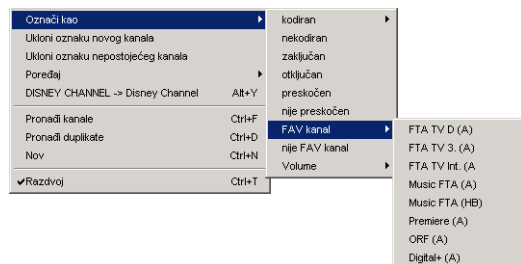 Označi kao
Ukloni oznaku novog kanala
Ukloni oznaku nepostojećeg kanala
Poređaj
DISNEY CHANNEL -> Disney Channel Alt+Y
Pronađi kanale Ctrl+F
Pronađi duplikate Ctrl+D
Nov Ctrl+N
✔Razdvoj Ctrl+T
kodiran
nekodiran
zaključan
otključan
preskočen
nije preskočen
FAV kanal
nije FAV kanal
Volume
FTA TV D (A)
FTA TV 3. (A)
FTA TV Int. (A
Music FTA (A)
Music FTA (HB)
Premiere (A)
ORF (A)
Digital+ (A)